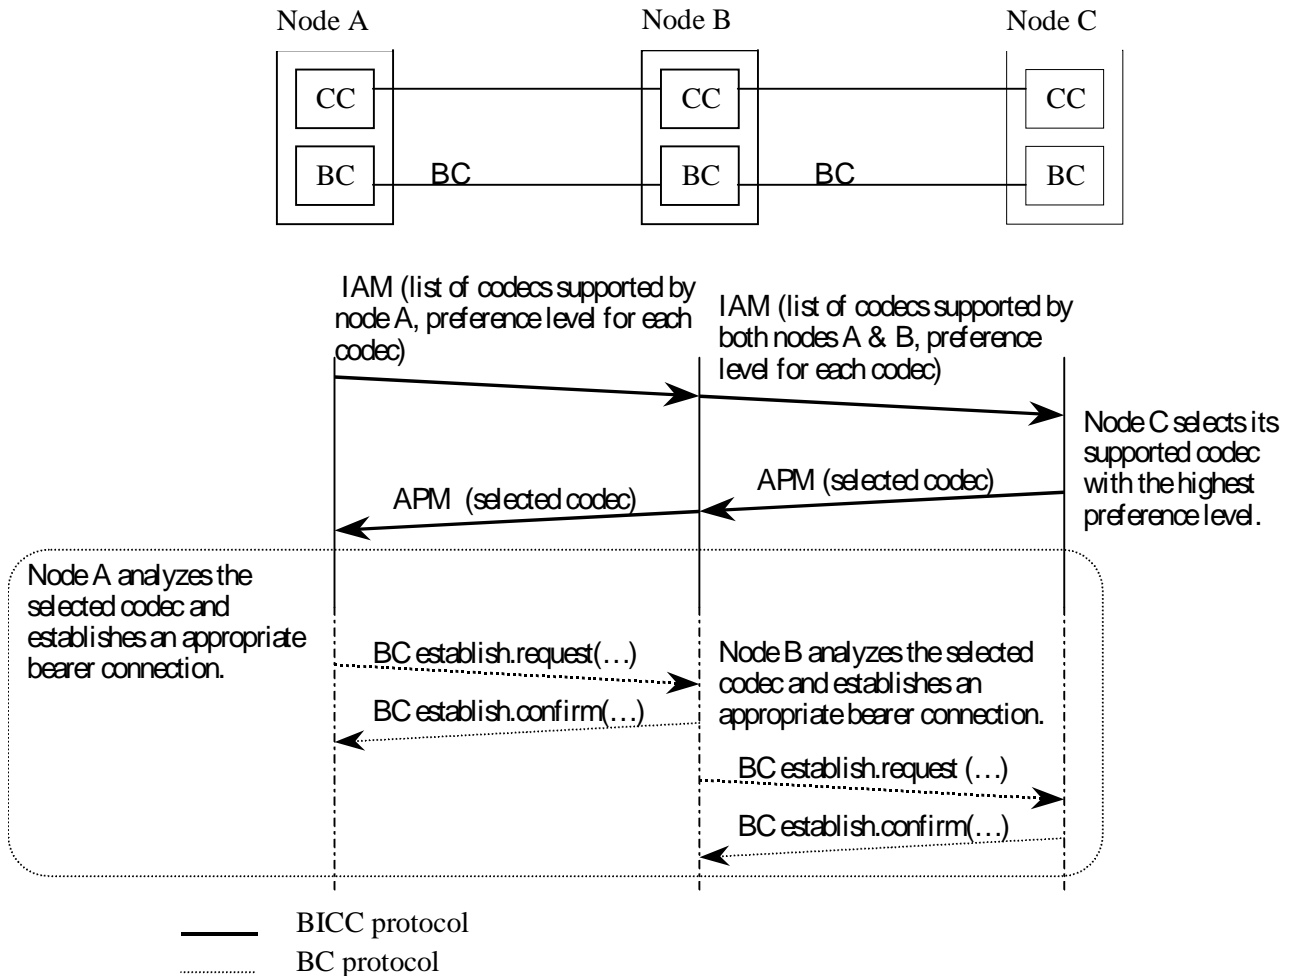 Node A
Node B
Node C
CC
CC
CC
BC
BC
BC
BC
BC
IAM (list of codecs supported by
node A, preference level for each
codec)
IAM (list of codecs supported by
both nodes A & B, preference
level for each codec)
Node C selects its
supported codec
with the highest
preference level.
APM (selected codec)
APM (selected codec)
Node A analyzes the
selected codec and
establishes an appropriate
bearer connection.
BC establish.request(…)
Node B analyzes the selected
codec and establishes an
appropriate bearer connection.
BC establish.confirm(…)
BC establish.request (…)
BC establish.confirm(…)
BICC protocol
BC protocol